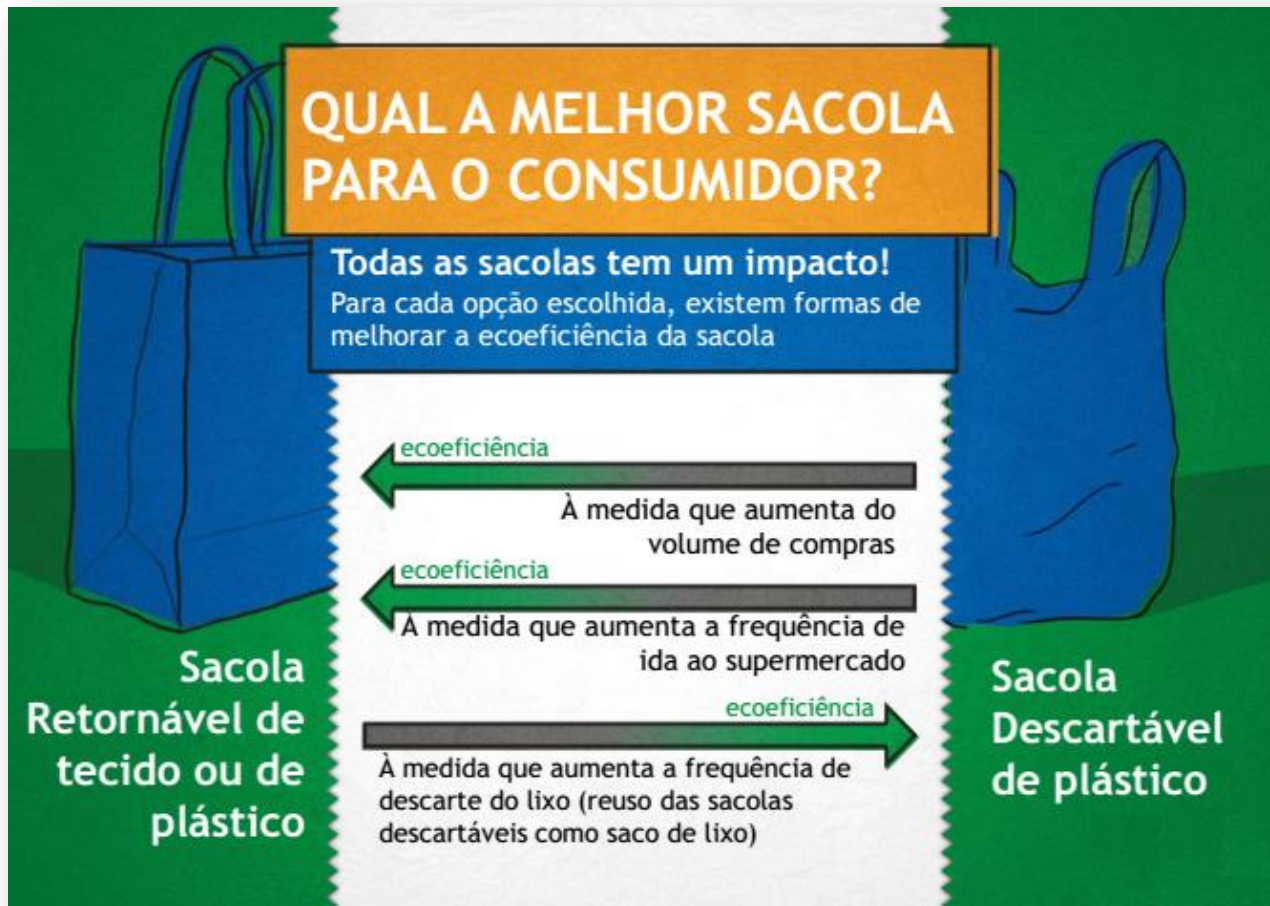 QUAL A MELHOR SACOLA
PARA O CONSUMIDOR?
Todas as sacolas tem um impacto!
Para cada opção escolhida, existem formas de
melhorar a ecoeficiência da sacola
ecoeficiência
À medida que aumenta do
volume de compras
ecoeficiência
À medida que aumenta a frequência de
ida ao supermercado
ecoeficiência
À medida que aumenta a frequência de
descarte do lixo (reuso das sacolas
descartáveis como saco de lixo)
Sacola
Retornável de
tecido ou de
plástico
Sacola
Descartável
de plástico